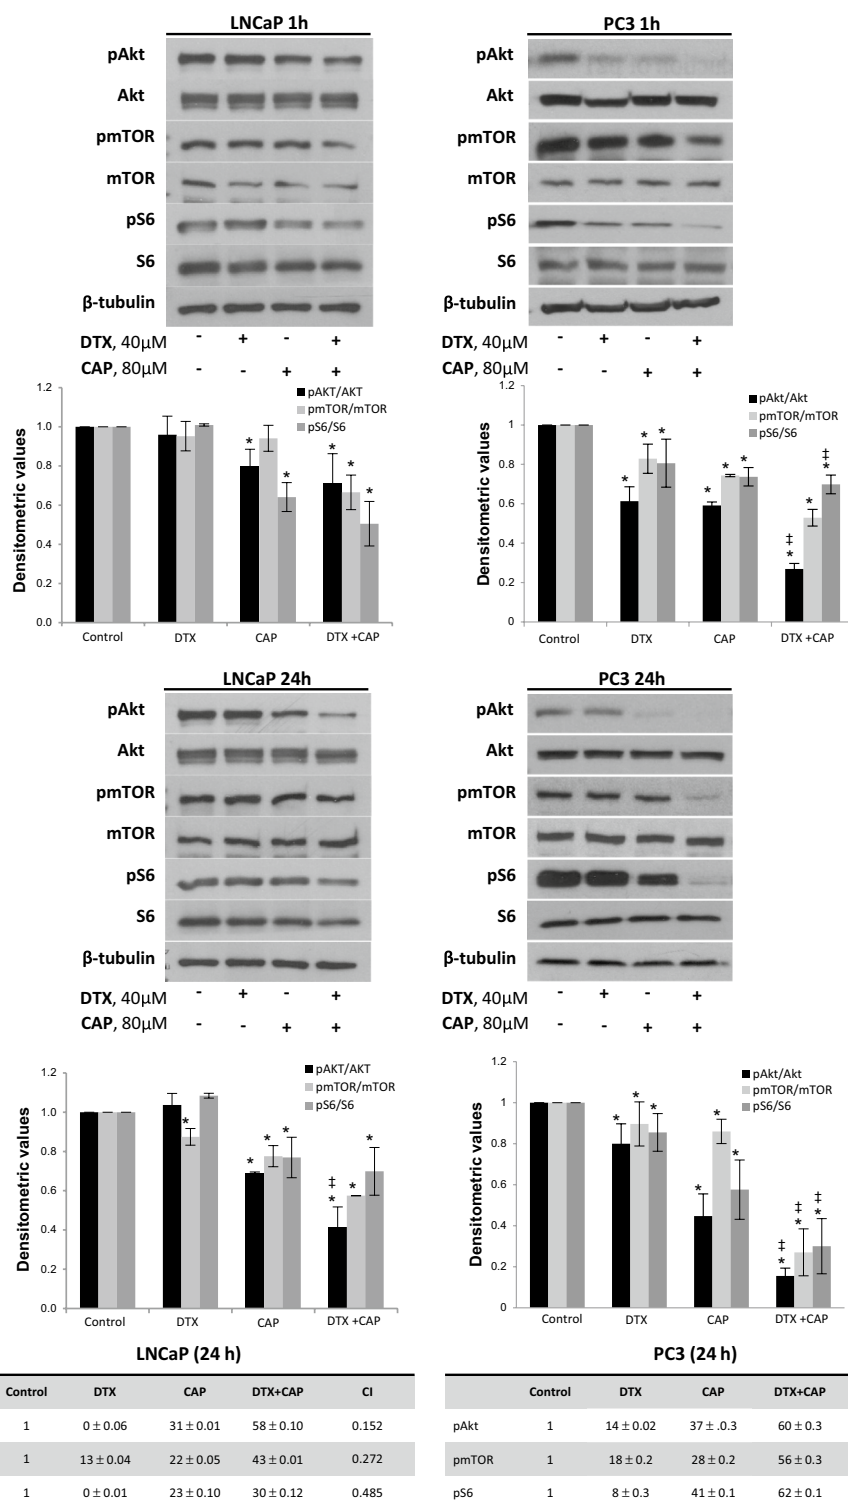 LNCaP 1h
pAkt
Akt
pmTOR
mTOR
pS6
S6
β-tubulin
DTX, 40μM - + - +
CAP, 80μM - - + +
1.2
1.0
0.8
0.6
0.4
0.2
0.0
Densitometric values
pAKT/AKT
pmTOR/mTOR
pS6/S6
* * * * *
Control DTX CAP DTX +CAP
PC3 1h
pAkt
Akt
pmTOR
mTOR
pS6
S6
β-tubulin
DTX, 40μM - + - +
CAP, 80μM - - + +
1.2
1
0.8
0.6
0.4
0.2
0
Densitometric values
pAkt/Akt
pmTOR/mTOR
pS6/S6
* * * * * * ‡* * ‡*
Control DTX CAP DTX +CAP
LNCaP 24h
pAkt
Akt
pmTOR
mTOR
pS6
S6
β-tubulin
DTX, 40μM - + - +
CAP, 80μM - - + +
1.2
1.0
0.8
0.6
0.4
0.2
0.0
Densitometric values
pAKT/AKT
pmTOR/mTOR
pS6/S6
* * * * ‡* * *
Control DTX CAP DTX +CAP
PC3 24h
pAkt
Akt
pmTOR
mTOR
pS6
S6
β-tubulin
DTX, 40μM - + - +
CAP, 80μM - - + +
1.2
1
0.8
0.6
0.4
0.2
0
Densitometric values
pAkt/Akt
pmTOR/mTOR
pS6/S6
* * * * * * ‡* ‡* ‡*
Control DTX CAP DTX +CAP
LNCaP (24 h)
Control DTX CAP DTX+CAP CI
1 0 ± 0.06 31 ± 0.01 58 ± 0.10 0.152
1 13 ± 0.04 22 ± 0.05 43 ± 0.01 0.272
1 0 ± 0.01 23 ± 0.10 30 ± 0.12 0.485
PC3 (24 h)
Control DTX CAP DTX+CAP
pAkt 1 14 ± 0.02 37 ± .0.3 60 ± 0.3
pmTOR 1 18 ± 0.2 28 ± 0.2 56 ± 0.3
pS6 1 8 ± 0.3 41 ± 0.1 62 ± 0.1